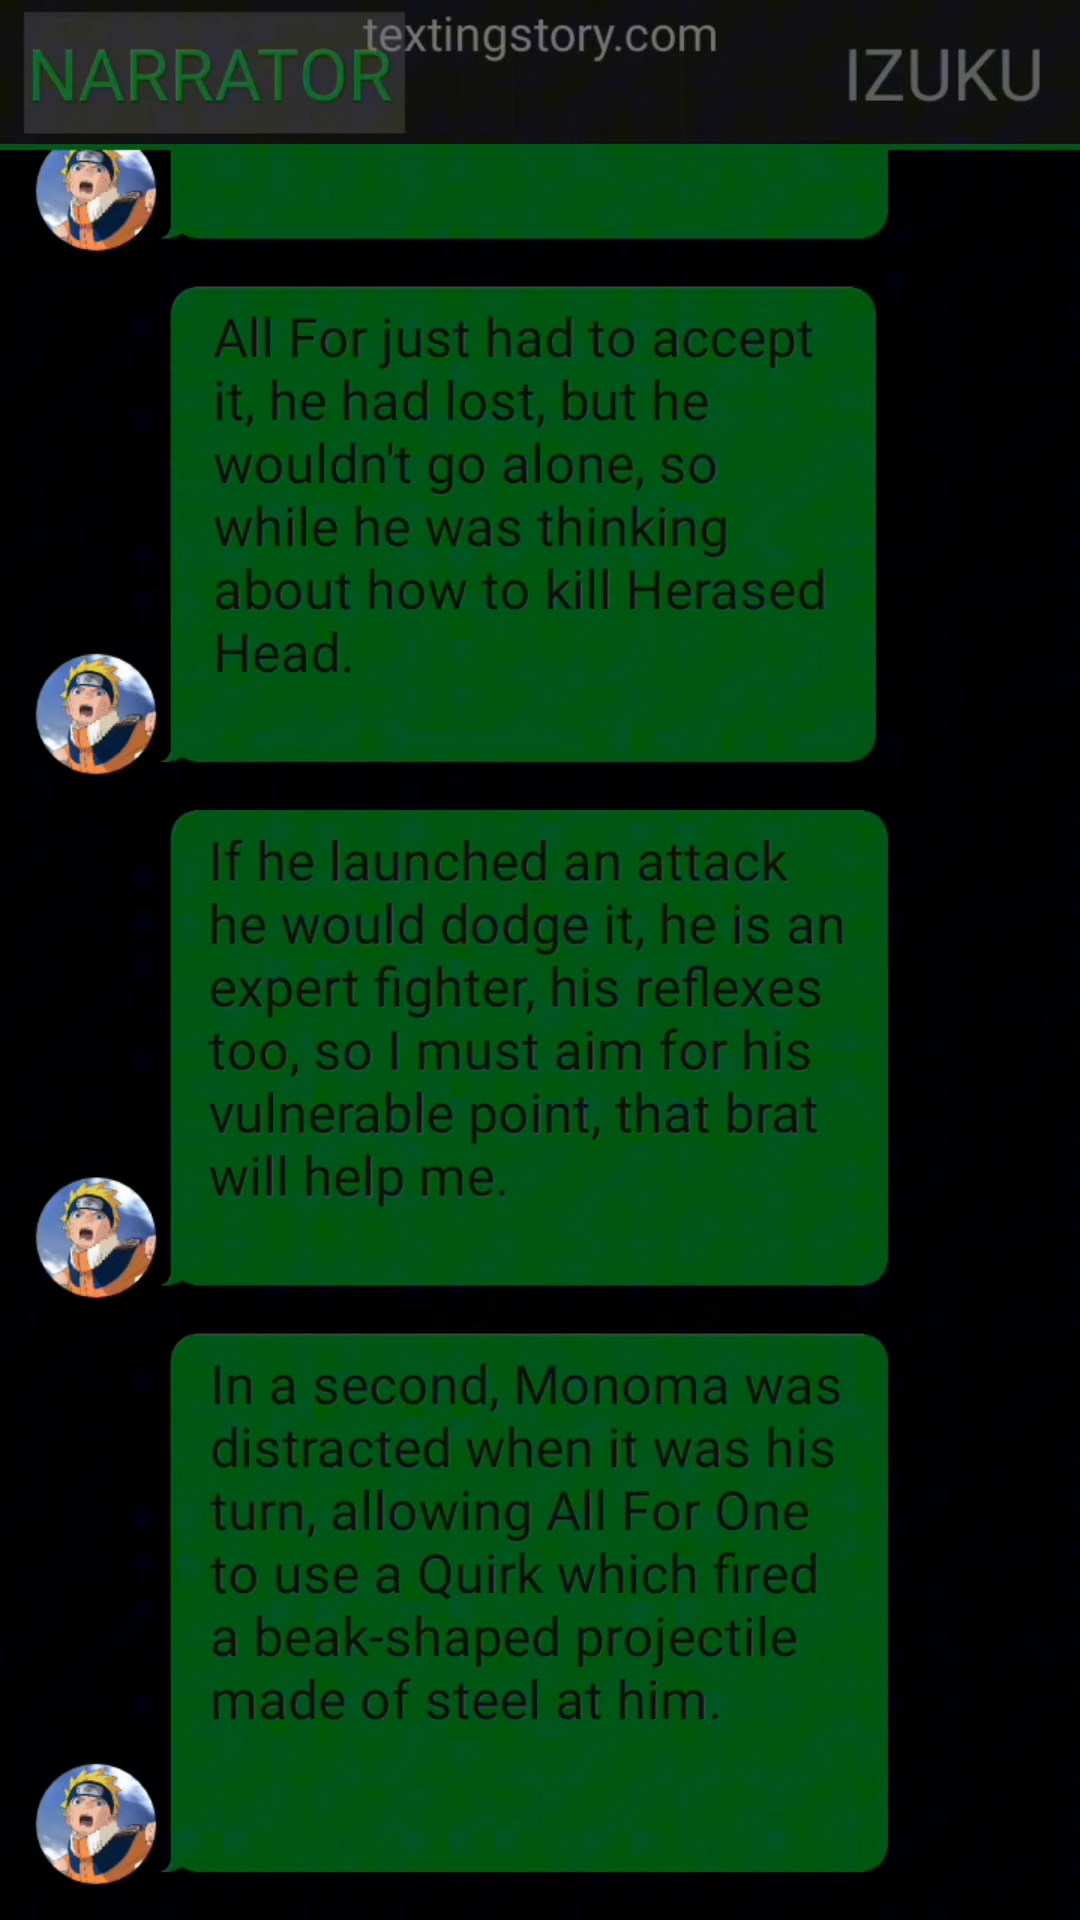 textingstory.com
NARRATOR
IZUKU
All For just had to accept
it, he had lost, but he
wouldn't go alone, so
while he was thinking
about how to kill Herased
Head.
If he launched an attack
he would dodge it, he is an
expert fighter, his reflexes
too, so I must aim for his
vulnerable point, that brat
will help me.
In a second, Monoma was
distracted when it was his
turn, allowing All For One
to use a Quirk which fired
a beak-shaped projectile
made of steel at him.